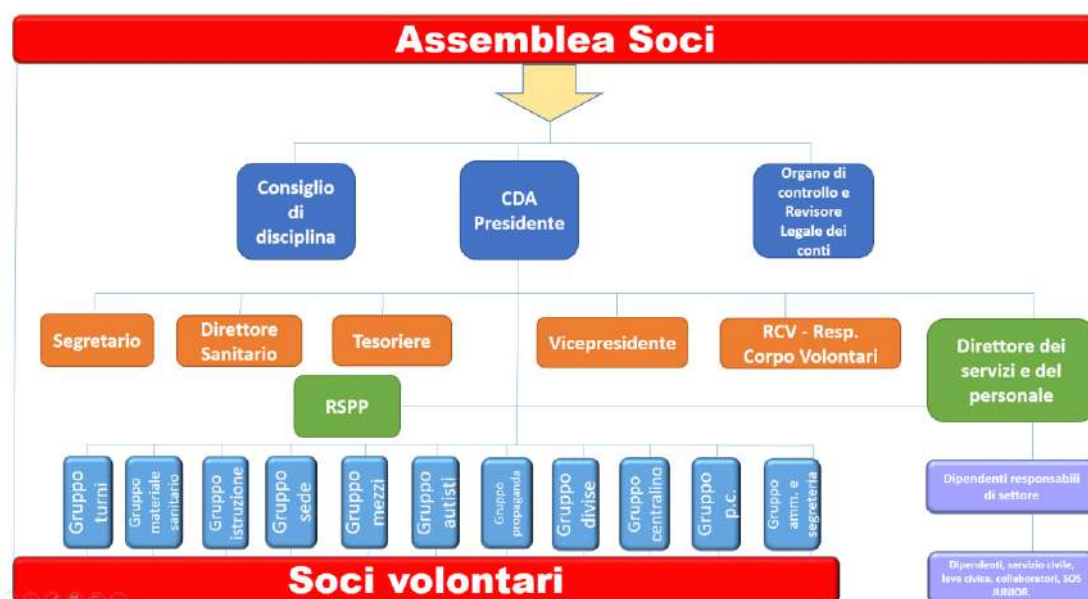 Assemblea Soci
Consiglio
di
disciplina
CDA
Presidente
Organo di
controllo e
Revisore
Legale dei
conti
Segretario
Direttore
Sanitario
Tesoriere
Vicepresidente
RCV - Resp.
Corpo Volontari
Direttore dei
servizi e del
personale
RSPP
Gruppo
turni
Gruppo
materiale
sanitario
Gruppo
istruzione
Gruppo
sede
Gruppo
mezzi
Gruppo
autisti
Gruppo
propaganda
Gruppo
divise
Gruppo
centralino
Gruppo
p.c.
Gruppo
amm. e
segreteria
Dipendenti responsabili
di settore
Dipendenti, servizio civile,
leva civica, collaboratori, SOS
JUNIOR.
Soci volontari